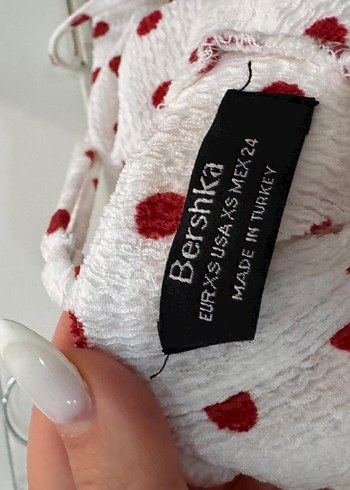 Bershka
EUR XS USA XS MEX 24
MADE IN TURKEY